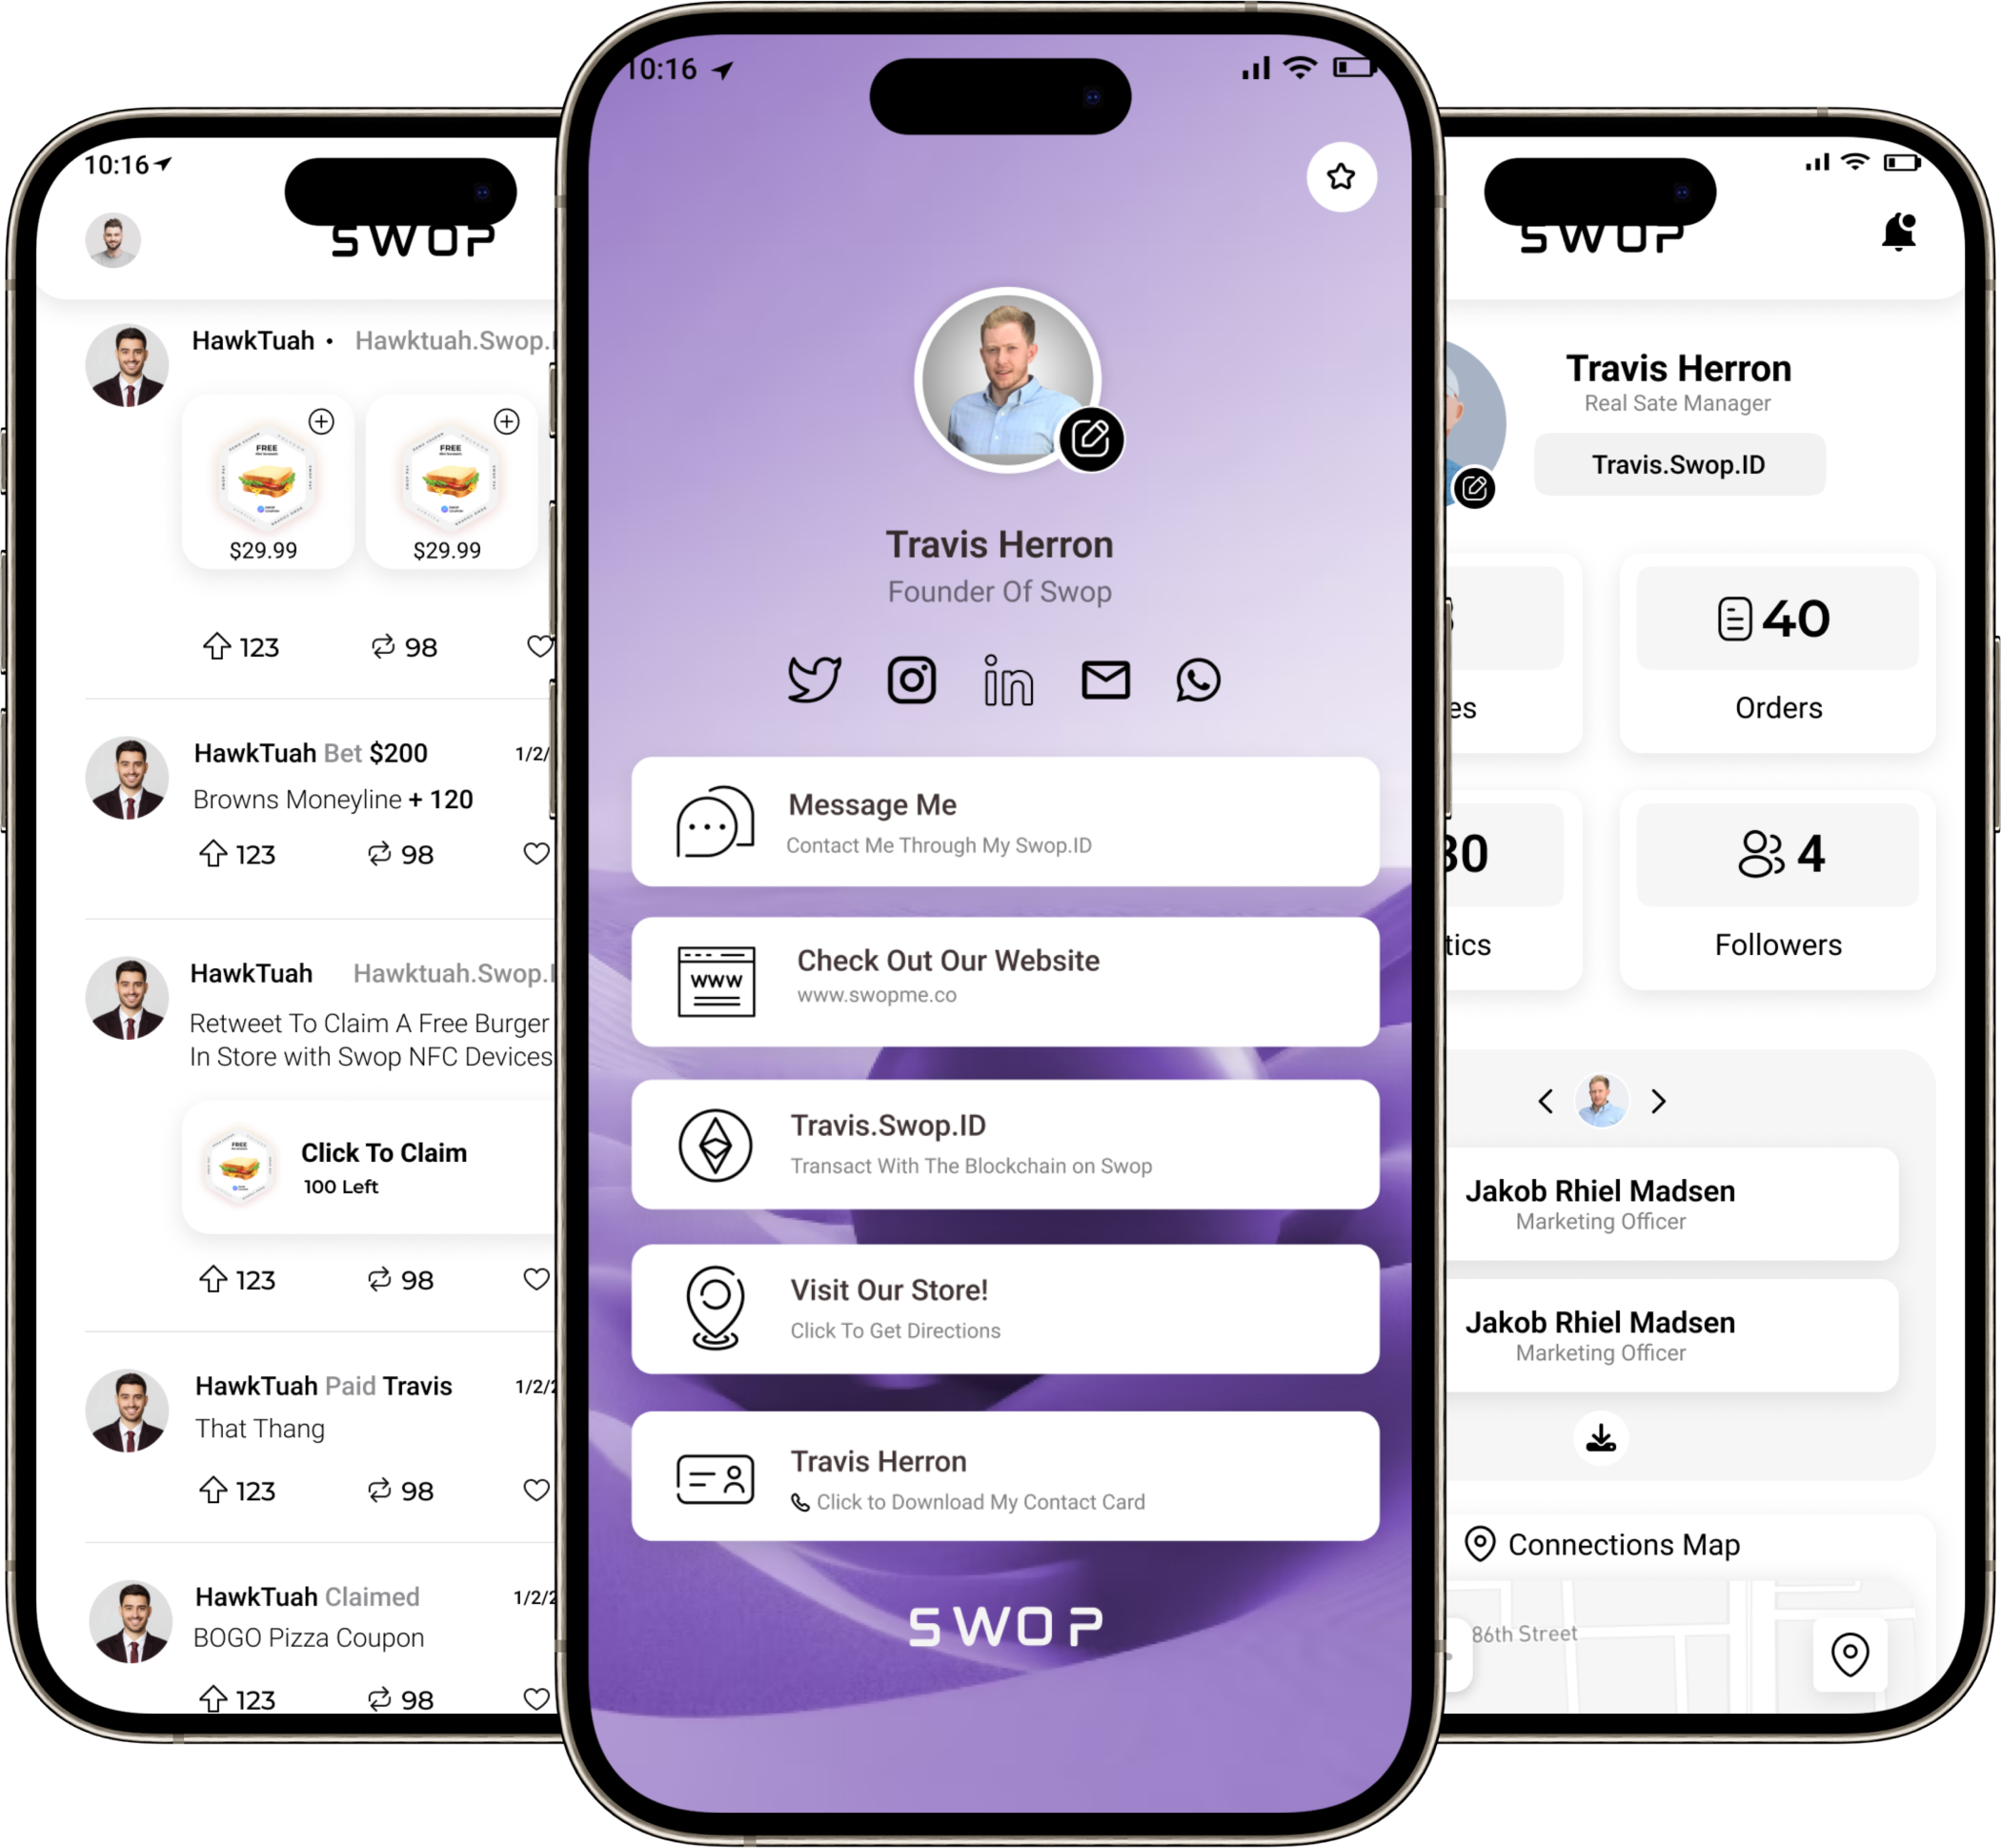 10:16
SWOP
HawkTuah • Hawktuah.Swop.I
FREE
FREE
$29.99
$29.99
123
98
HawkTuah Bet $200
1/2/
Browns Moneyline + 120
123
98
HawkTuah
Hawktuah.Swop.I
Retweet To Claim A Free Burger
In Store with Swop NFC Devices
FREE
Click To Claim
100 Left
123
98
HawkTuah Paid Travis
1/2/2
That Thang
123
98
HawkTuah Claimed
1/2/2
BOGO Pizza Coupon
123
98
10:16
Travis Herron
Founder Of Swop
Message Me
Contact Me Through My Swop.ID
WWW
Check Out Our Website
www.swopme.co
Travis.Swop.ID
Transact With The Blockchain on Swop
Visit Our Store!
Click To Get Directions
Travis Herron
Click to Download My Contact Card
SWOP
SWOP
Travis Herron
Real Sate Manager
Travis.Swop.ID
40
es
Orders
30
4
tics
Followers
Jakob Rhiel Madsen
Marketing Officer
Jakob Rhiel Madsen
Marketing Officer
Connections Map
86th Street